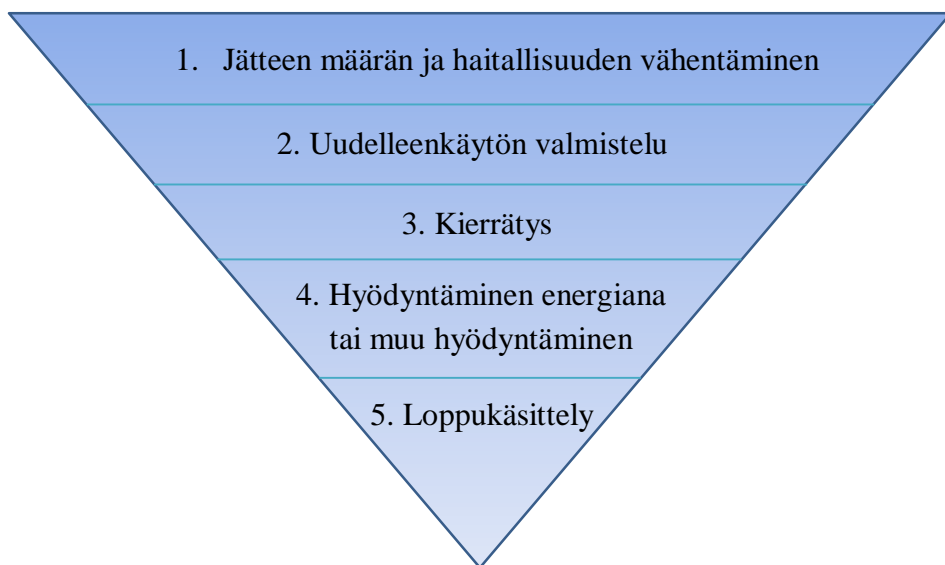 1. Jätteen määrän ja haitallisuuden vähentäminen
2. Uudelleenkäytön valmistelu
3. Kierrätys
4. Hyödyntäminen energiana
tai muu hyödyntäminen
5. Loppukäsittely